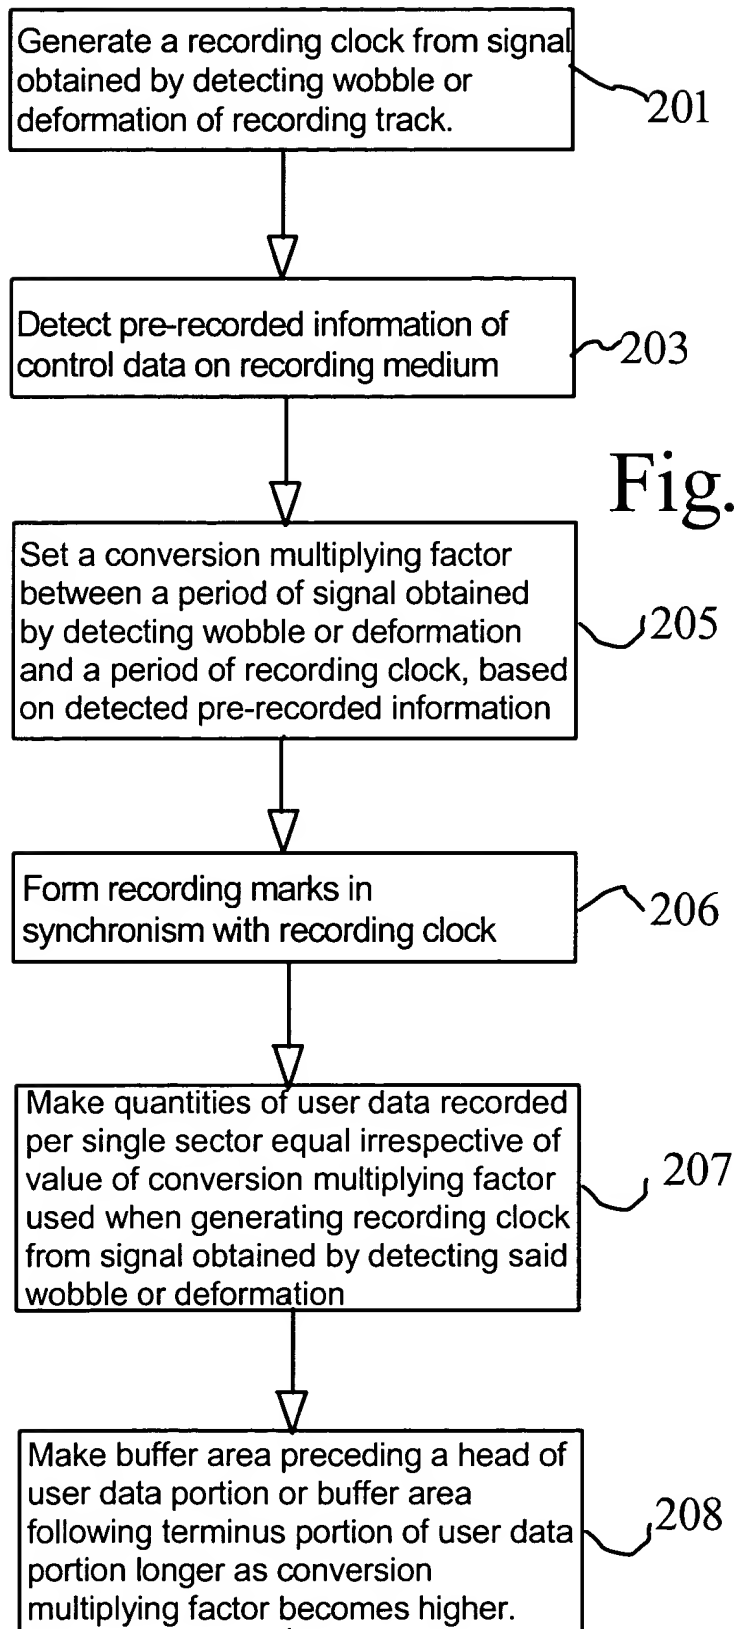 Generate a recording clock from signal
obtained by detecting wobble or
deformation of recording track.
201
Detect pre-recorded information of
control data on recording medium
203
Fig.
Set a conversion multiplying factor
between a period of signal obtained
by detecting wobble or deformation
and a period of recording clock, based
on detected pre-recorded information
205
Form recording marks in
synchronism with recording clock
206
Make quantities of user data recorded
per single sector equal irrespective of
value of conversion multiplying factor
used when generating recording clock
from signal obtained by detecting said
wobble or deformation
207
Make buffer area preceding a head of
user data portion or buffer area
following terminus portion of user data
portion longer as conversion
multiplying factor becomes higher.
208